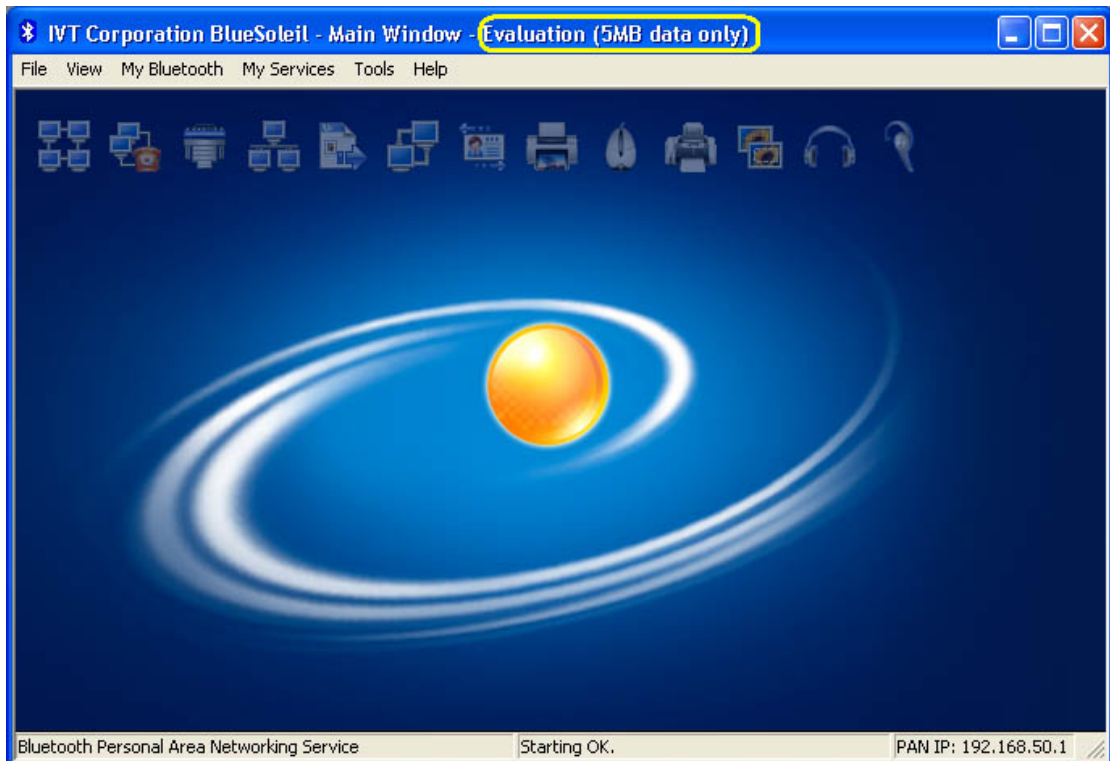 IVT Corporation BlueSoleil - Main Window - Evaluation (5MB data only)
File View My Bluetooth My Services Tools Help
Bluetooth Personal Area Networking Service Starting OK. PAN IP: 192.168.50.1